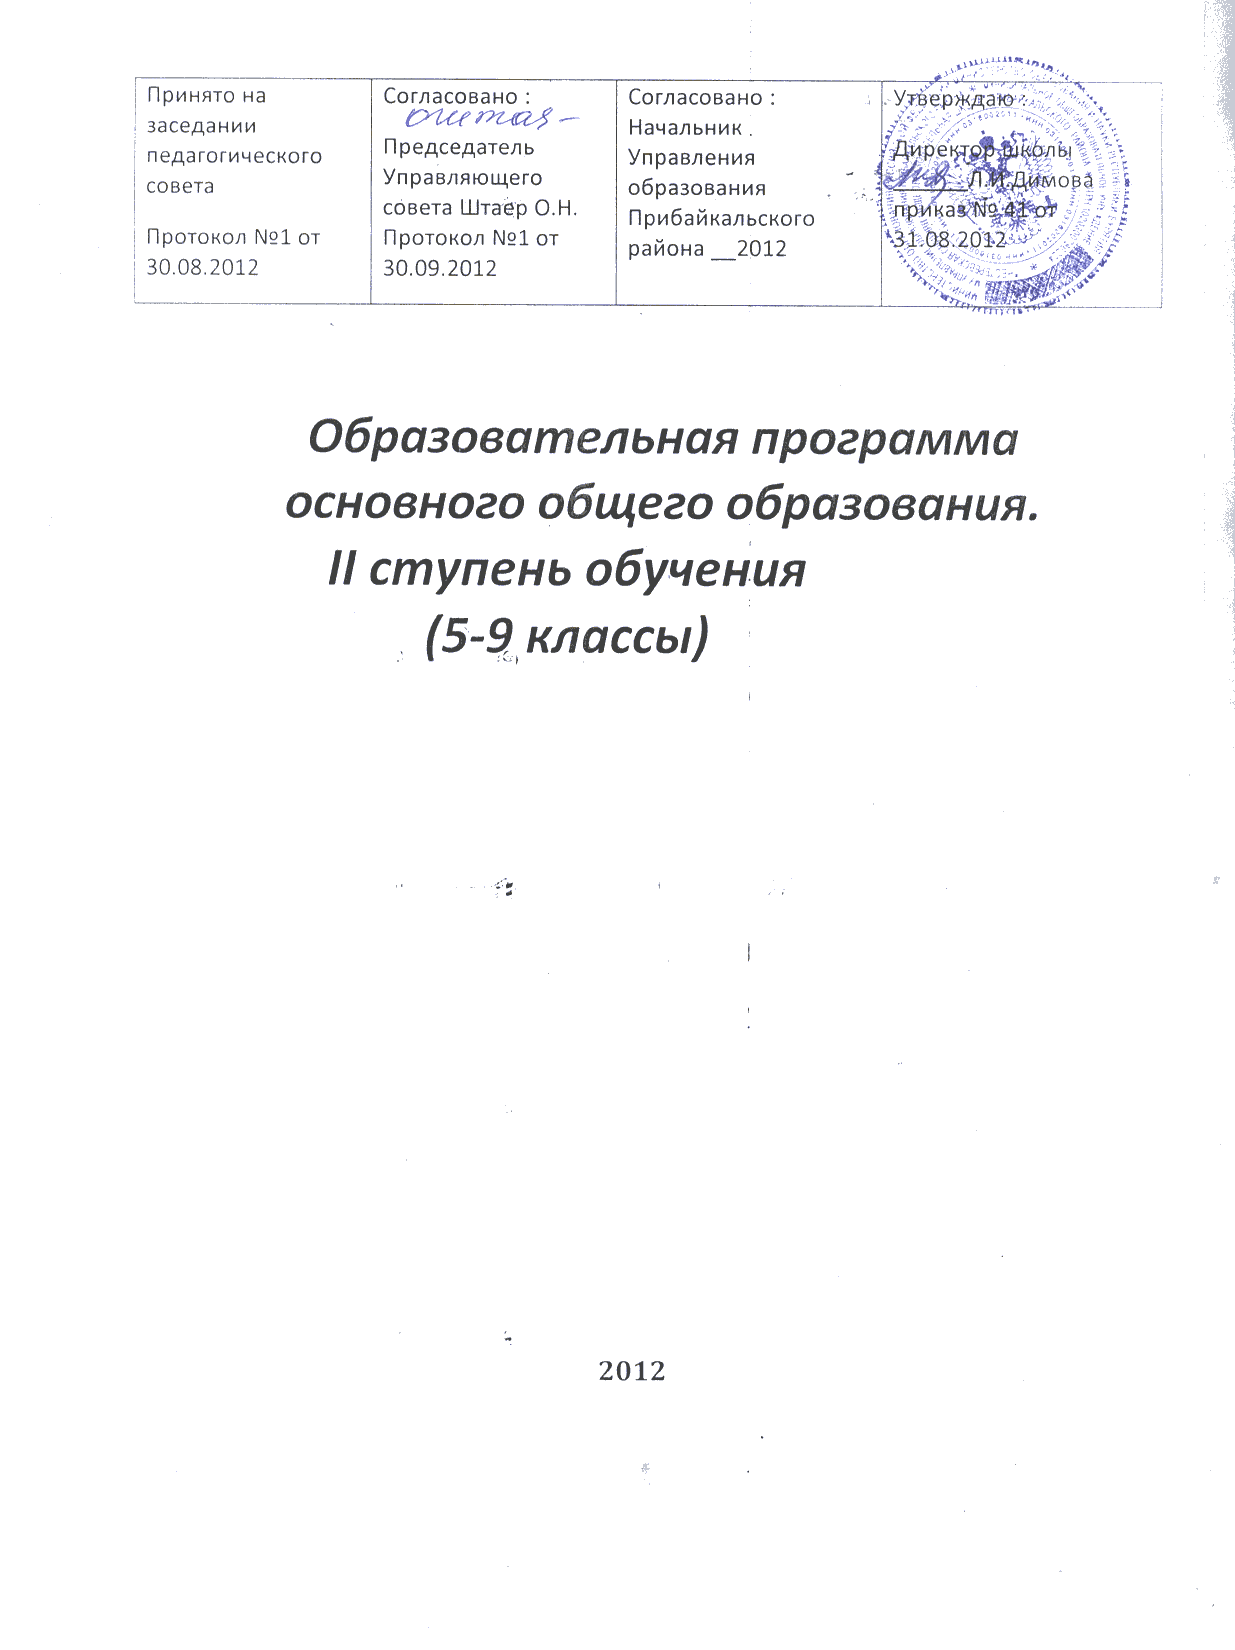 Принято на
заседании
педагогического
совета
Протокол №1 от
30.08.2012
Согласовано :
Председатель
Управляющего
совета Штаер О.Н.
Протокол №1 от
30.09.2012
Согласовано :
Начальник
Управления
образования
Прибайкальского
района __2012
Утверждаю :
Директор школы
______Л.И.Димова
приказ № 41 от
31.08.2012
Образовательная программа
основного общего образования.
II ступень обучения
(5-9 классы)
2012